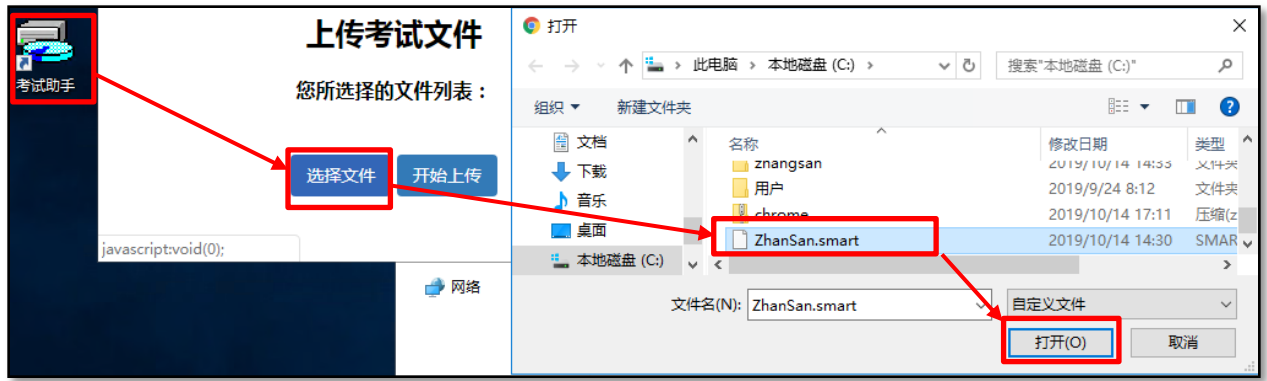 考试助手
上传考试文件
您所选择的文件列表：
选择文件
开始上传
javascript:void(0);
网络
打开
此电脑 › 本地磁盘 (C:) ›
搜索"本地磁盘 (C:)"
组织
新建文件夹
文档
下载
音乐
桌面
本地磁盘 (C:)
名称 修改日期 类型
zhangsan 2019/10/14 14:33 文件夹
用户 2019/9/24 8:12 文件夹
chrome 2019/10/14 17:11 压缩(z
ZhanSan.smart 2019/10/14 14:30 SMAR
文件名(N): ZhanSan.smart 自定义文件
打开(O) 取消